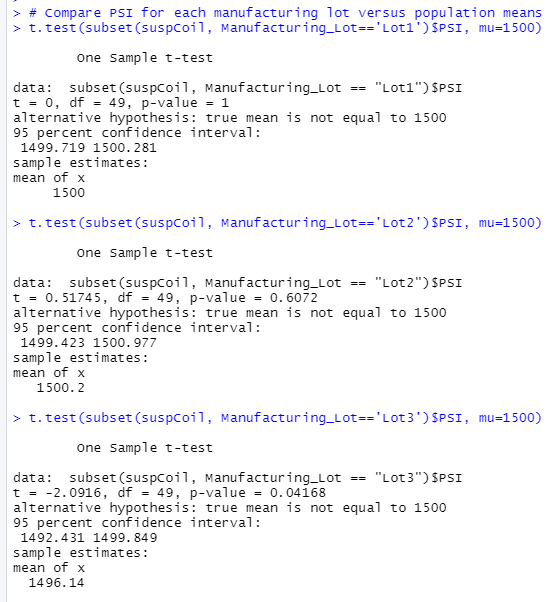 > # Compare PSI for each manufacturing lot versus population means
> t.test(subset(suspCoil, Manufacturing_Lot=='Lot1')$PSI, mu=1500)
One Sample t-test
data:  subset(suspCoil, Manufacturing_Lot == "Lot1")$PSI
t = 0, df = 49, p-value = 1
alternative hypothesis: true mean is not equal to 1500
95 percent confidence interval:
1499.719 1500.281
sample estimates:
mean of x
1500
> t.test(subset(suspCoil, Manufacturing_Lot=='Lot2')$PSI, mu=1500)
One Sample t-test
data:  subset(suspCoil, Manufacturing_Lot == "Lot2")$PSI
t = 0.51745, df = 49, p-value = 0.6072
alternative hypothesis: true mean is not equal to 1500
95 percent confidence interval:
1499.423 1500.977
sample estimates:
mean of x
1500.2
> t.test(subset(suspCoil, Manufacturing_Lot=='Lot3')$PSI, mu=1500)
One Sample t-test
data:  subset(suspCoil, Manufacturing_Lot == "Lot3")$PSI
t = -2.0916, df = 49, p-value = 0.04168
alternative hypothesis: true mean is not equal to 1500
95 percent confidence interval:
1492.431 1499.849
sample estimates:
mean of x
1496.14